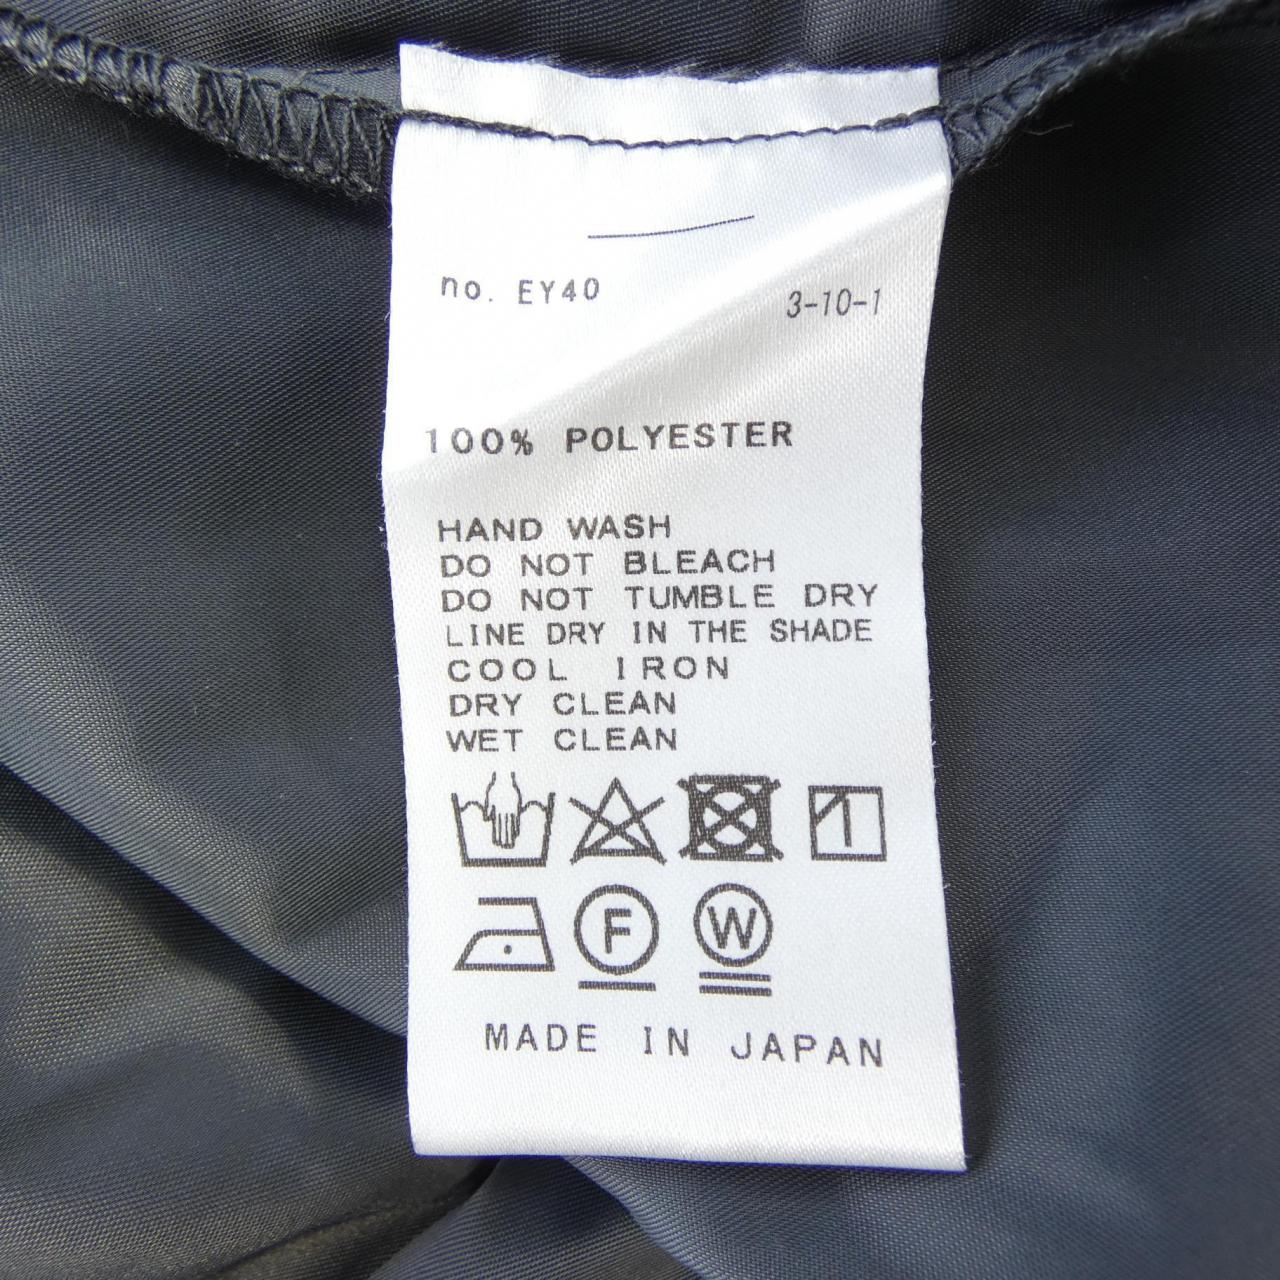 no. EY40
3-10-1
100% POLYESTER
HAND WASH
DO NOT BLEACH
DO NOT TUMBLE DRY
LINE DRY IN THE SHADE
COOL IRON
DRY CLEAN
WET CLEAN
F W
MADE IN JAPAN